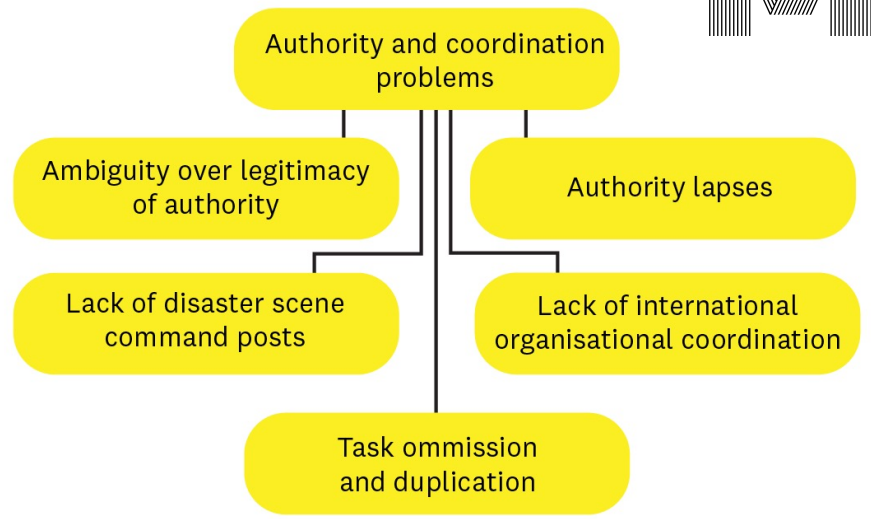 Authority and coordination
problems
Ambiguity over legitimacy
of authority
Authority lapses
Lack of disaster scene
command posts
Lack of international
organisational coordination
Task ommission
and duplication